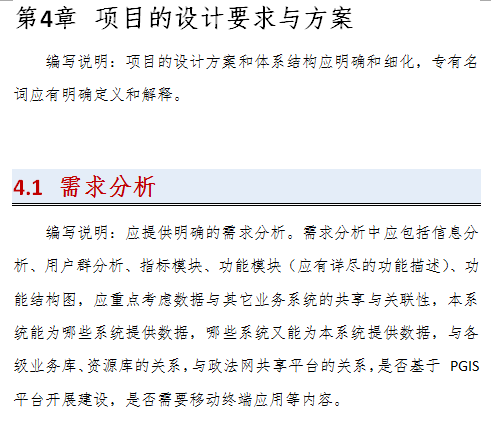 第4章 项目的设计要求与方案
编写说明：项目的设计方案和体系结构应明确和细化，专有名
词应有明确定义和解释。
4.1 需求分析
编写说明：应提供明确的需求分析。需求分析中应包括信息分
析、用户群分析、指标模块、功能模块（应有详尽的功能描述）、功
能结构图，应重点考虑数据与其它业务系统的共享与关联性，本系
统能为哪些系统提供数据，哪些系统又能为本系统提供数据，与各
级业务库、资源库的关系，与政法网共享平台的关系，是否基于 PGIS
平台开展建设，是否需要移动终端应用等内容。